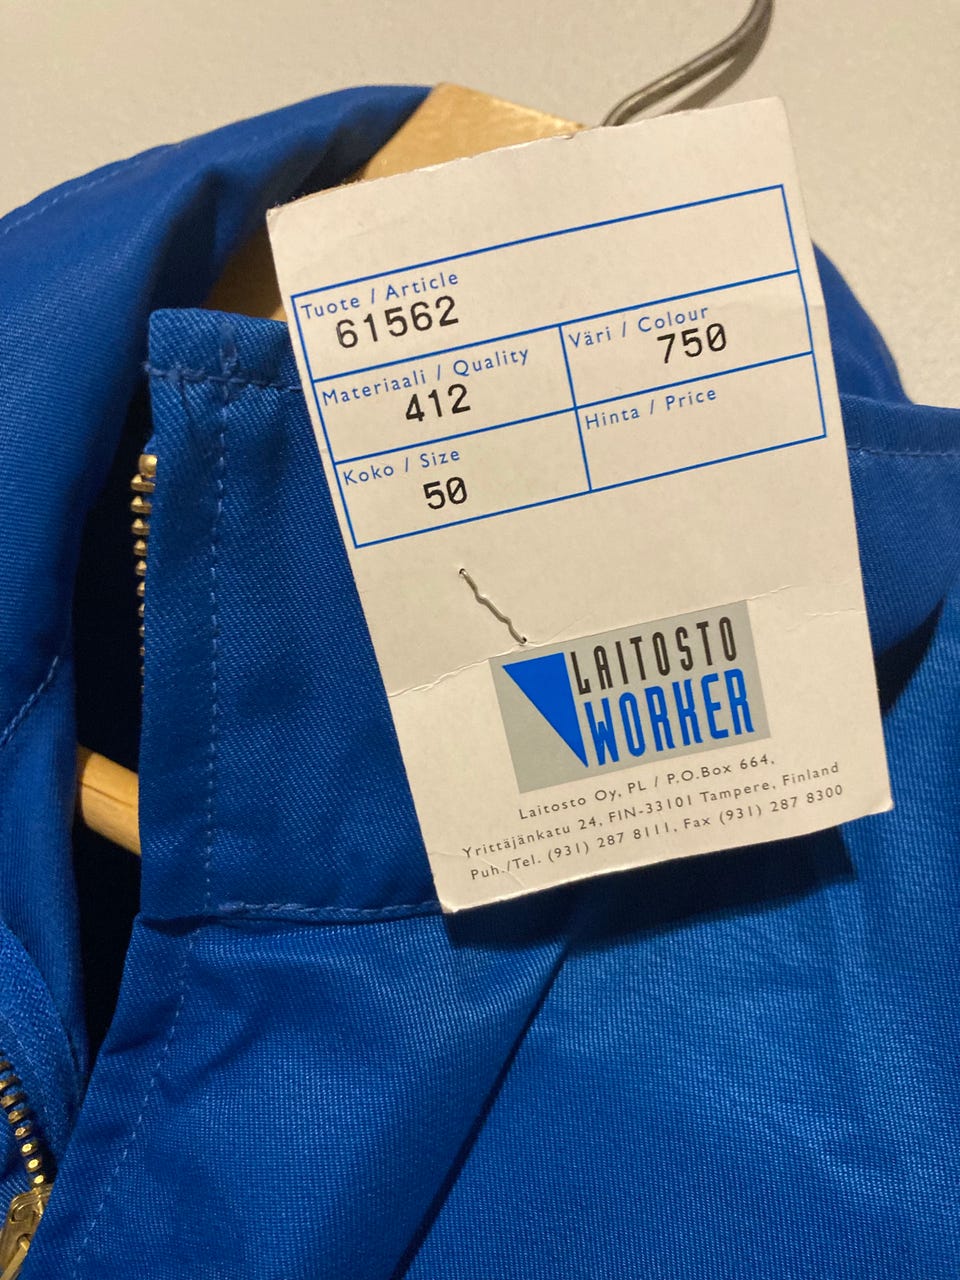 Tuote / Article
61562
Materiaali / Quality
412
Väri / Colour
750
Koko / Size
50
Hinta / Price
LAITOSTO
WORKER
Laitosto Oy, PL / P.O.Box 664,
Yrittäjänkatu 24, FIN-33101 Tampere, Finland
Puh./Tel. (931) 287 8111, Fax (931) 287 8300